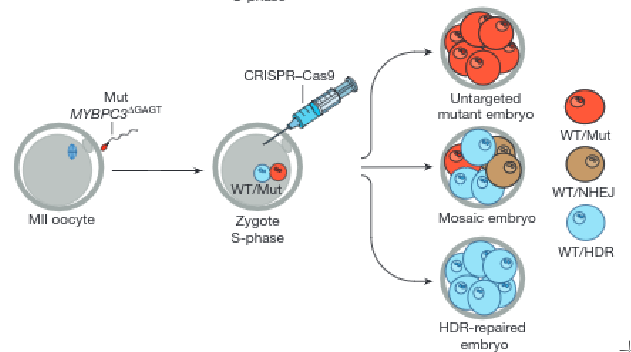 S-phase
CRISPR–Cas9
Mut
MYBPC3ΔGAGT
WT/Mut
MII oocyte
Zygote
S-phase
Untargeted
mutant embryo
Mosaic embryo
HDR-repaired
embryo
WT/Mut
WT/NHEJ
WT/HDR